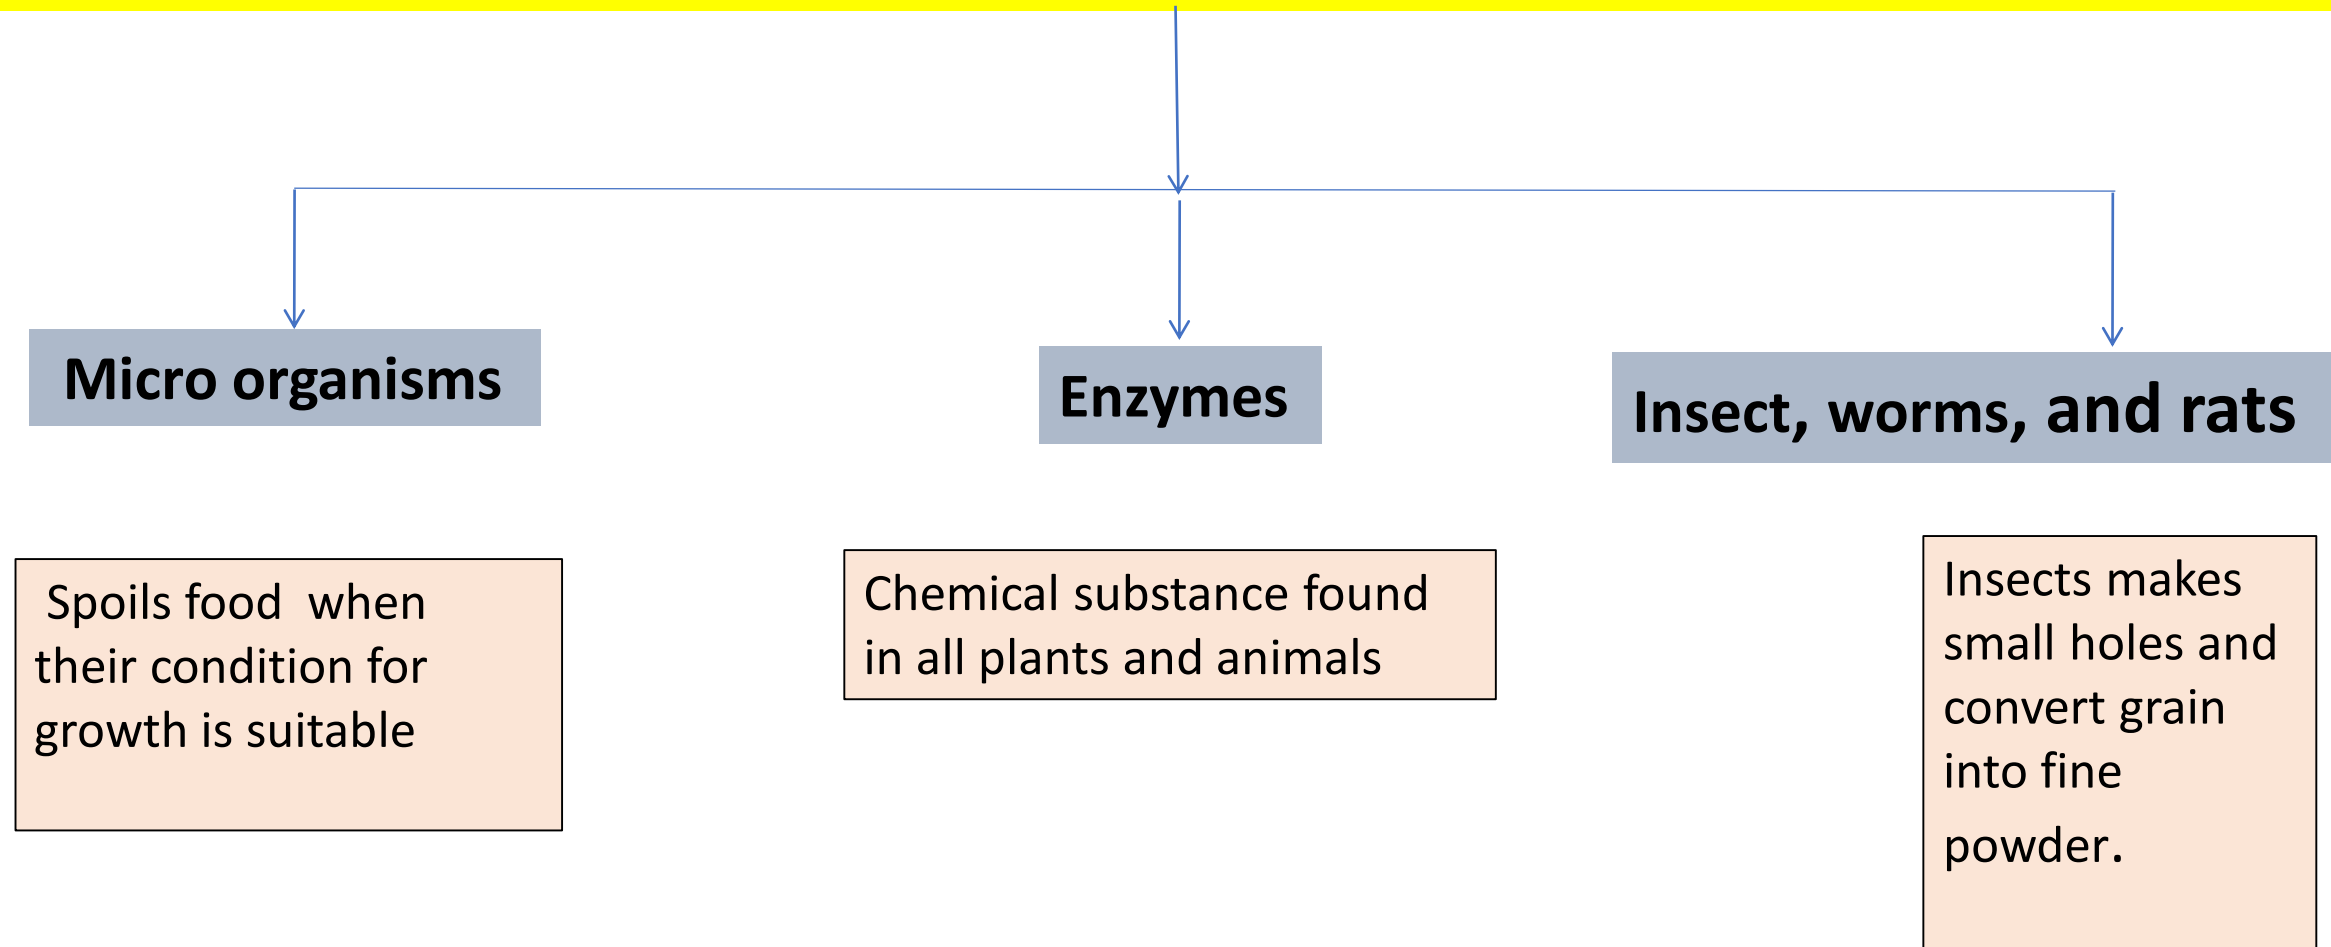 Micro organisms
Enzymes
Insect, worms, and rats
Spoils food when
their condition for
growth is suitable
Chemical substance found
in all plants and animals
Insects makes
small holes and
convert grain
into fine
powder.